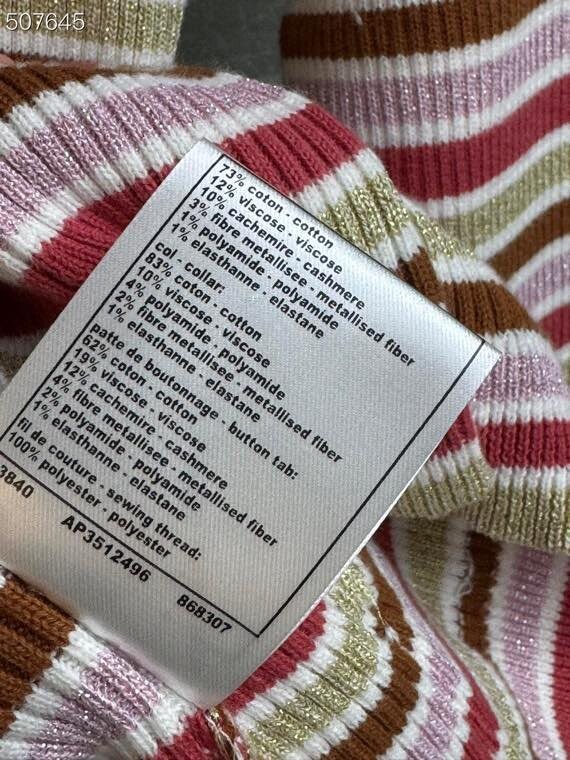 507645
73% coton - cotton
12% viscose - viscose
10% cachemire - cashmere
3% fibre metallisee - metallised fiber
1% polyamide - polyamide
1% elasthanne - elastane
col - collar:
83% coton - cotton
10% viscose - viscose
4% polyamide - polyamide
2% fibre metallisee - metallised fiber
1% elasthanne - elastane
patte de boutonnage - button tab:
62% coton - cotton
19% viscose - viscose
12% cachemire - cashmere
4% fibre metallisee - metallised fiber
2% polyamide - polyamide
1% elasthanne - elastane
fil de couture - sewing thread:
100% polyester - polyester
3840
AP3512496
868307